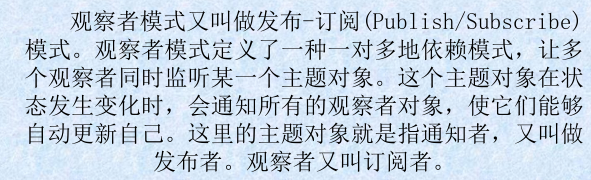 观察者模式又叫做发布-订阅(Publish/Subscribe)
模式。观察者模式定义了一种一对多地依赖模式，让多
个观察者同时监听某一个主题对象。这个主题对象在状
态发生变化时，会通知所有的观察者对象，使它们能够
自动更新自己。这里的主题对象就是指通知者，又叫做
发布者。观察者又叫订阅者。